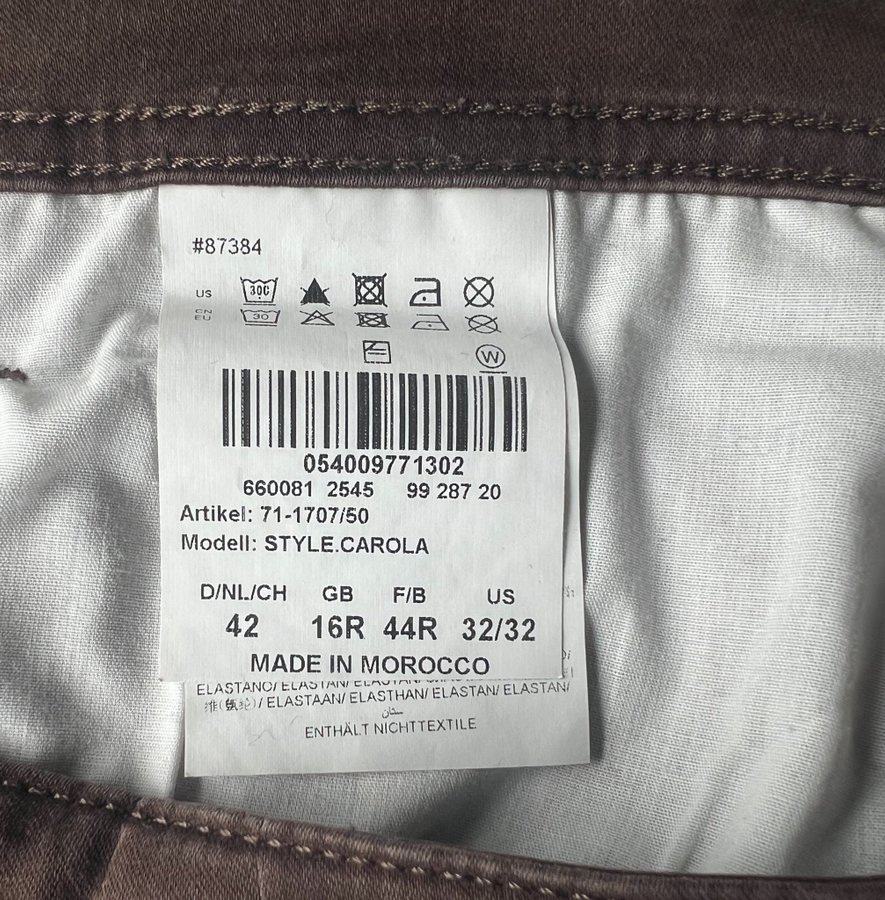 #87384
US 30C
CN
EU 30
W
054009771302
660081 2545 99 287 20
Artikel: 71-1707/50
Modell: STYLE.CAROLA
D/NL/CH GB F/B US
42 16R 44R 32/32
MADE IN MOROCCO
ELASTANO/ ELASTAN/ ELASTAN/
/ ELASTAAN/ ELASTHAN/ ELASTAN/ ELASTAN/
ENTHÄLT NICHTTEXTILE